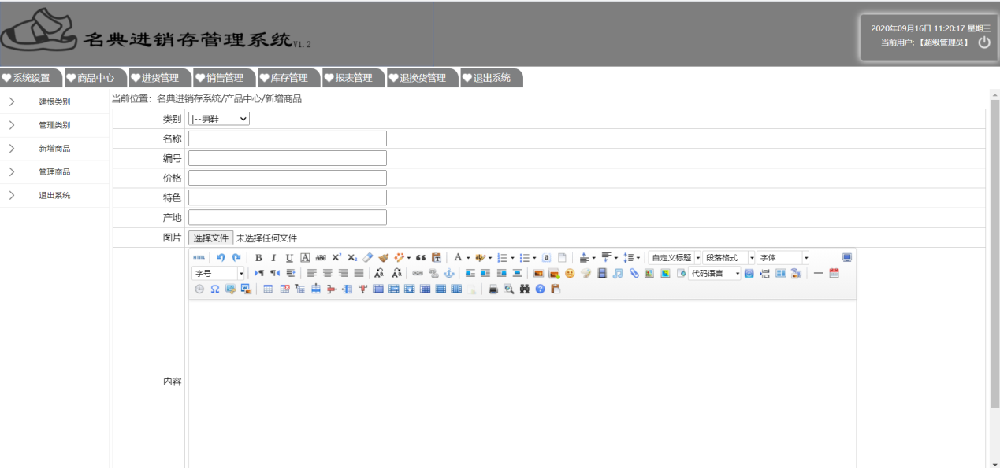 名典进销存管理系统V1.2
2020年09月16日 11:20:17 星期三
当前用户:【超级管理员】
系统设置 商品中心 进货管理 销售管理 库存管理 报表管理 退换货管理 退出系统
建根类别
管理类别
新增商品
管理商品
退出系统
当前位置：名典进销存系统/产品中心/新增商品
类别 |--男鞋
名称
编号
价格
特色
产地
图片 选择文件 未选择任何文件
HTML B I U A ABC X² X₂ A a 自定义标题 段落格式 字体
字号 代码语言
内容